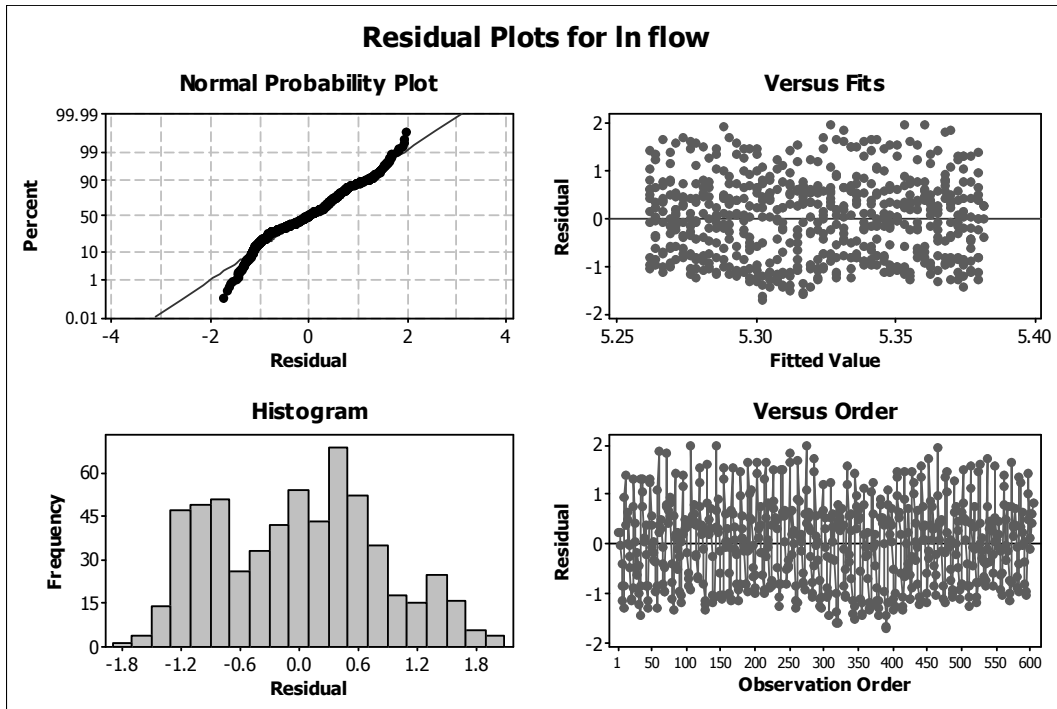 Residual Plots for ln flow
Normal Probability Plot
99.99
99
90
50
10
1
0.01
Percent
-4 -2 0 2 4
Residual
Versus Fits
2
1
0
-1
-2
Residual
5.25 5.30 5.35 5.40
Fitted Value
Histogram
60
45
30
15
0
Frequency
-1.8 -1.2 -0.6 0.0 0.6 1.2 1.8
Residual
Versus Order
2
1
0
-1
-2
Residual
1 50 100 150 200 250 300 350 400 450 500 550 600
Observation Order